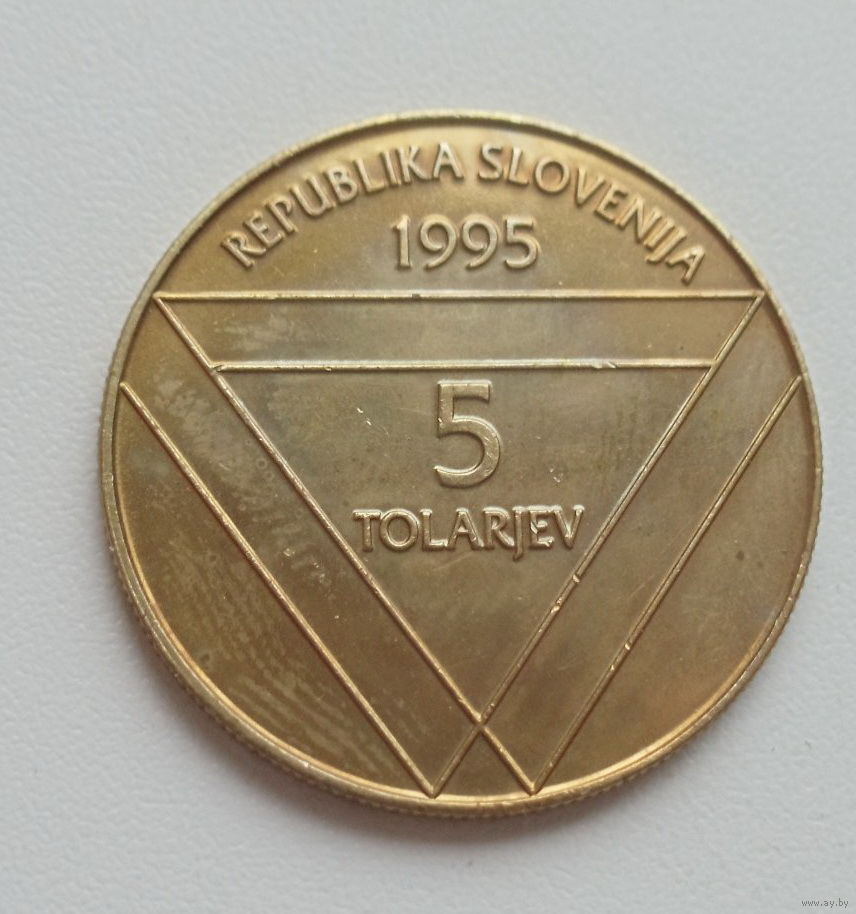 REPUBLIKA SLOVENIJA
1995
5
TOLARJEV
www.ay.by